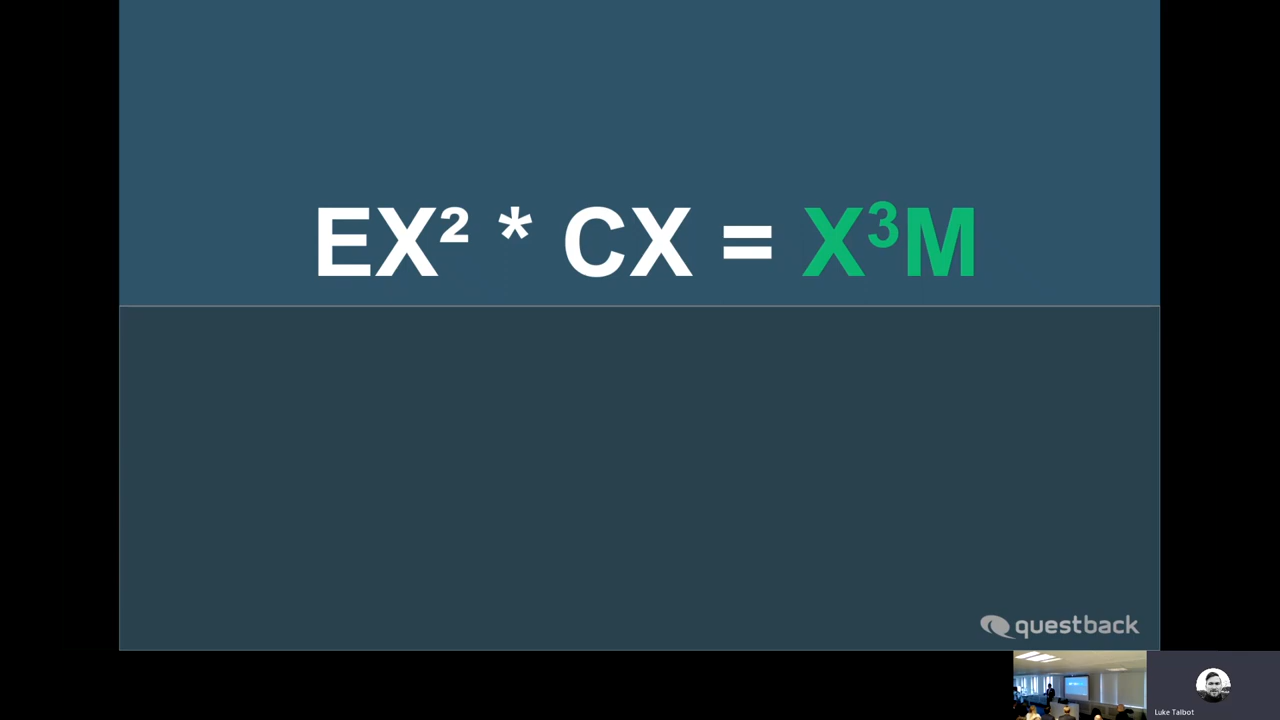 EX² * CX = X³M
questback
Luke Talbot